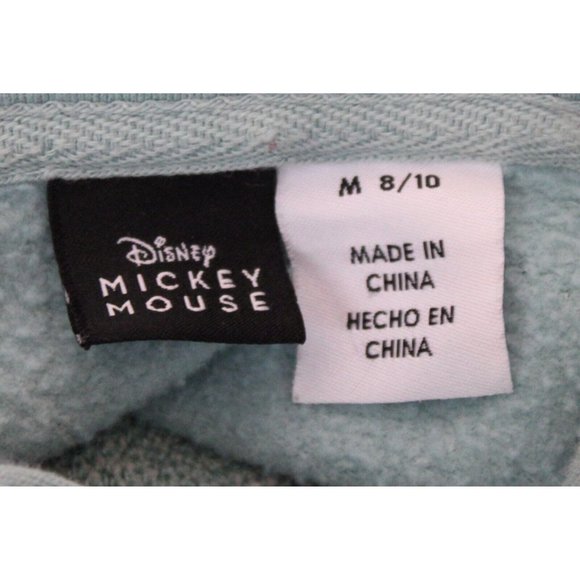 Disney
MICKEY
MOUSE
M 8/10
MADE IN
CHINA
HECHO EN
CHINA